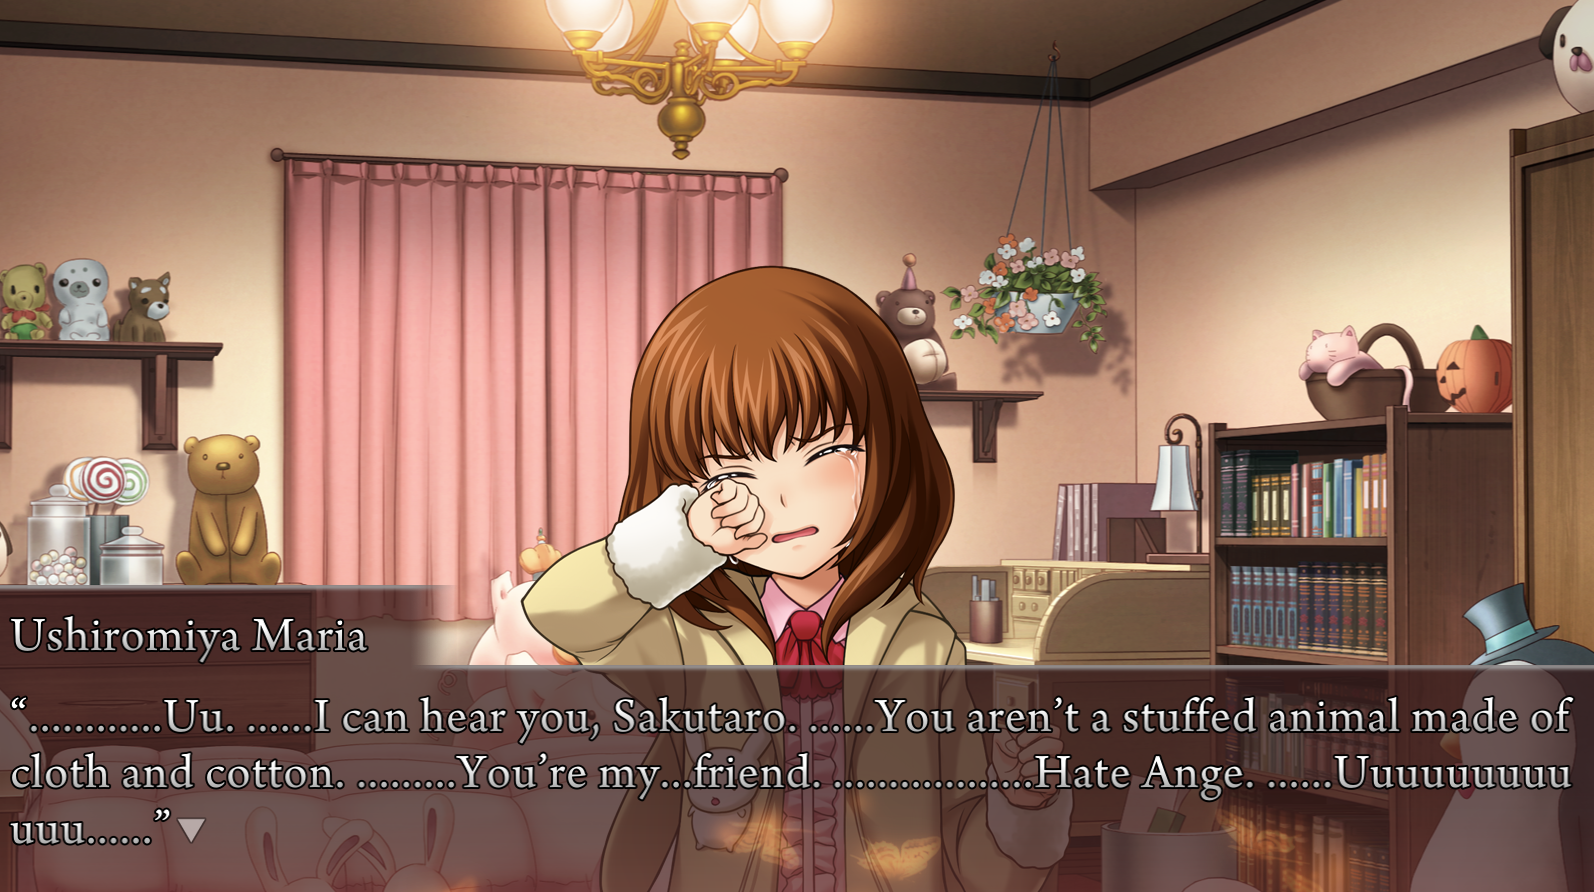 Ushiromiya Maria
“.............Uu. ......I can hear you, Sakutaro. ......You aren’t a stuffed animal made of
cloth and cotton. .........You’re my...friend. ..................Hate Ange. ......Uuuuuuuuu
uuu......”